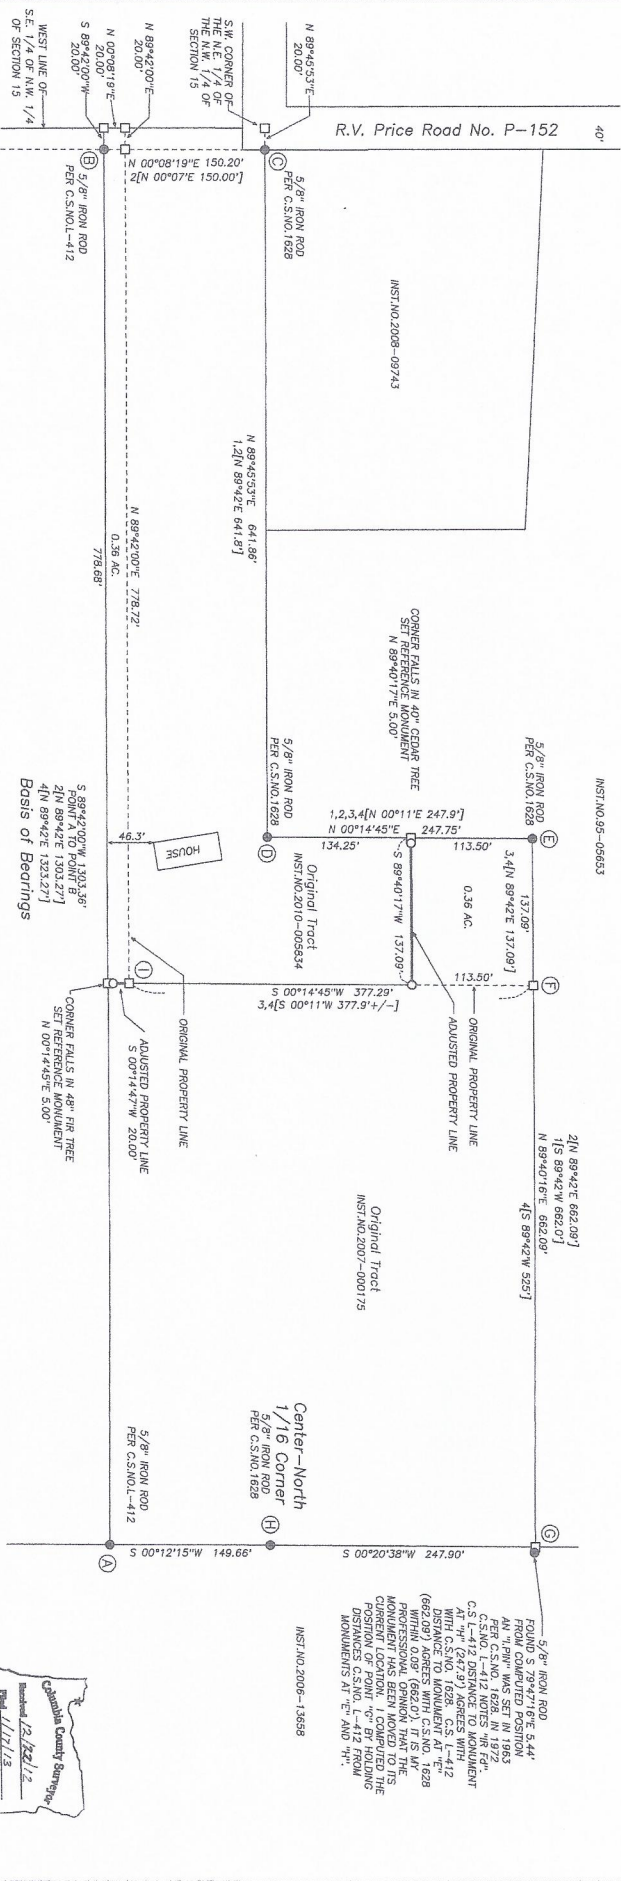 40'
R.V. Price Road No. P-152
N 89°45'53"E
20.00'
S.W. CORNER OF
THE N.E. 1/4 OF
THE N.W. 1/4 OF
SECTION 15
N 89°42'00"E
20.00'
N 00°08'19"E
20.00'
S 89°42'00"W
20.00'
WEST LINE OF
S.E. 1/4 OF N.W. 1/4
OF SECTION 15
C
5/8" IRON ROD
PER C.S.NO.1628
N 00°08'19"E 150.20'
2[N 00°07'E 150.00']
B
5/8" IRON ROD
PER C.S.NO.L-412
INST.NO.2008-09743
N 89°45'53"E 641.86'
1,2[N 89°42'E 641.8']
N 89°42'00"E 778.72'
0.36 AC.
778.68'
INST.NO.95-05653
CORNER FALLS IN 40" CEDAR TREE
SET REFERENCE MONUMENT
N 89°40'17"E 5.00'
5/8" IRON ROD
PER C.S.NO.1628
E
5/8" IRON ROD
PER C.S.NO.1628
D
1,2,3,4[N 00°11'E 247.9']
N 00°14'45"E 247.75'
134.25'
113.50'
137.09'
3,4[N 89°42'E 137.09']
F
0.36 AC.
S 89°40'17"W 137.09'
113.50'
ORIGINAL PROPERTY LINE
ADJUSTED PROPERTY LINE
Original Tract
INST.NO.2010-005834
S 00°14'45"W 377.29'
3,4[S 00°11'W 377.9'+/-]
HOUSE
46.3'
I
ORIGINAL PROPERTY LINE
ADJUSTED PROPERTY LINE
S 00°14'47"W 20.00'
CORNER FALLS IN 48" FIR TREE
SET REFERENCE MONUMENT
N 00°14'45"E 5.00'
S 89°42'00"W 1303.36'
POINT A TO POINT B
2[N 89°42'E 1303.27']
4[N 89°42'E 1323.27']
Basis of Bearings
2[N 89°42'E 662.09']
1[S 89°42'W 662.0']
N 89°40'16"E 662.09'
4[S 89°42'W 525']
Original Tract
INST.NO.2007-000175
Center-North
1/16 Corner
5/8" IRON ROD
PER C.S.NO.1628
H
5/8" IRON ROD
PER C.S.NO.L-412
A
S 00°12'15"W 149.66'
S 00°20'38"W 247.90'
G
5/8" IRON ROD
FOUND S 79°47'16"E 5.44'
FROM COMPUTED POSITION
AN "I.PIN" WAS SET IN 1963
PER C.S.NO. 1628. IN 1972
C.S.NO. L-412 NOTES "IR Fd"
C.S L-412 DISTANCE TO MONUMENT
AT "H" (247.9') AGREES WITH
WITH C.S.NO. 1628. C.S. L-412
DISTANCE TO MONUMENT AT "E"
(662.09') AGREES WITH C.S.NO. 1628
WITHIN 0.09' (662.0'). IT IS MY
PROFESSIONAL OPINION THAT THE
MONUMENT HAS BEEN MOVED TO ITS
CURRENT LOCATION. I COMPUTED THE
POSITION OF POINT "G" BY HOLDING
DISTANCES C.S.NO. L-412 FROM
MONUMENTS AT "E" AND "H".
INST.NO.2006-13658
Columbia County Surveyor
Received
Filed 1/17/13